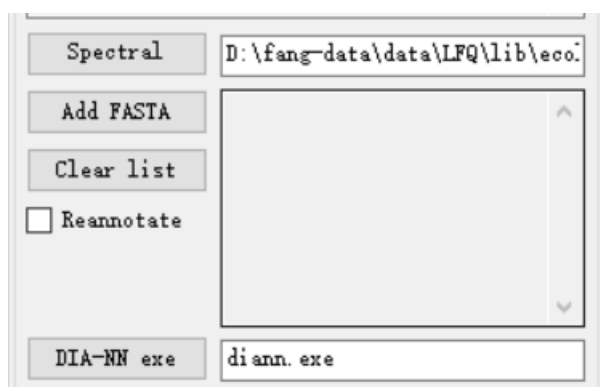 Spectral D:\fang-data\data\LFQ\lib\eco
Add FASTA
Clear list
Reannotate
DIA-NN exe diann.exe